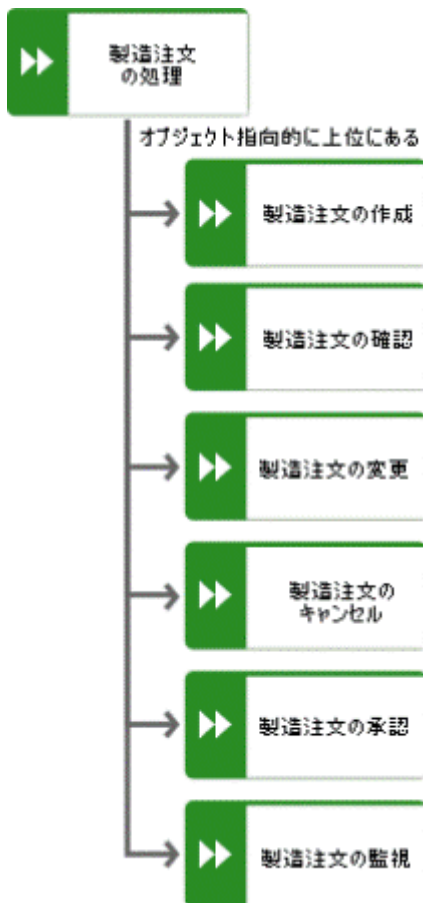 製造注文
の処理
オブジェクト指向的に上位にある
製造注文の作成
製造注文の確認
製造注文の変更
製造注文の
キャンセル
製造注文の承認
製造注文の監視